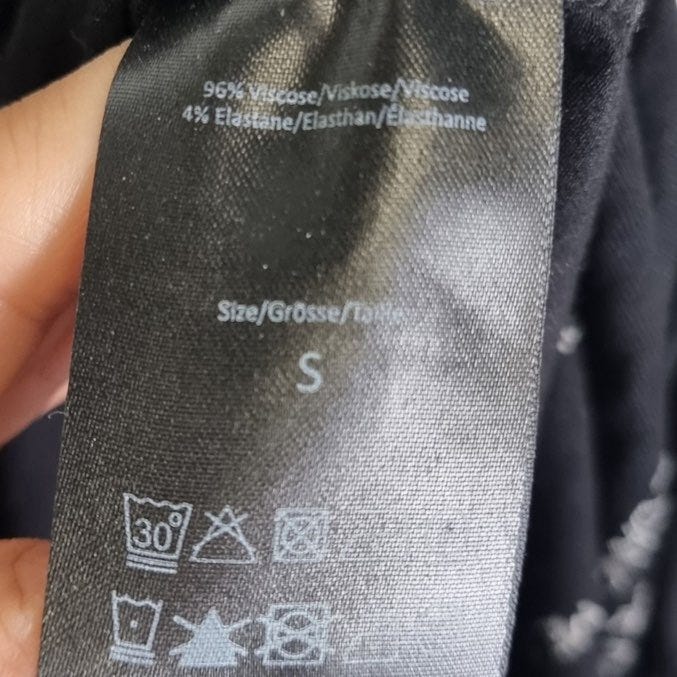 96% Viscose/Viskose/Viscose
4% Elastane/Elasthan/Élasthanne
Size/Grösse/Taille
S
30°